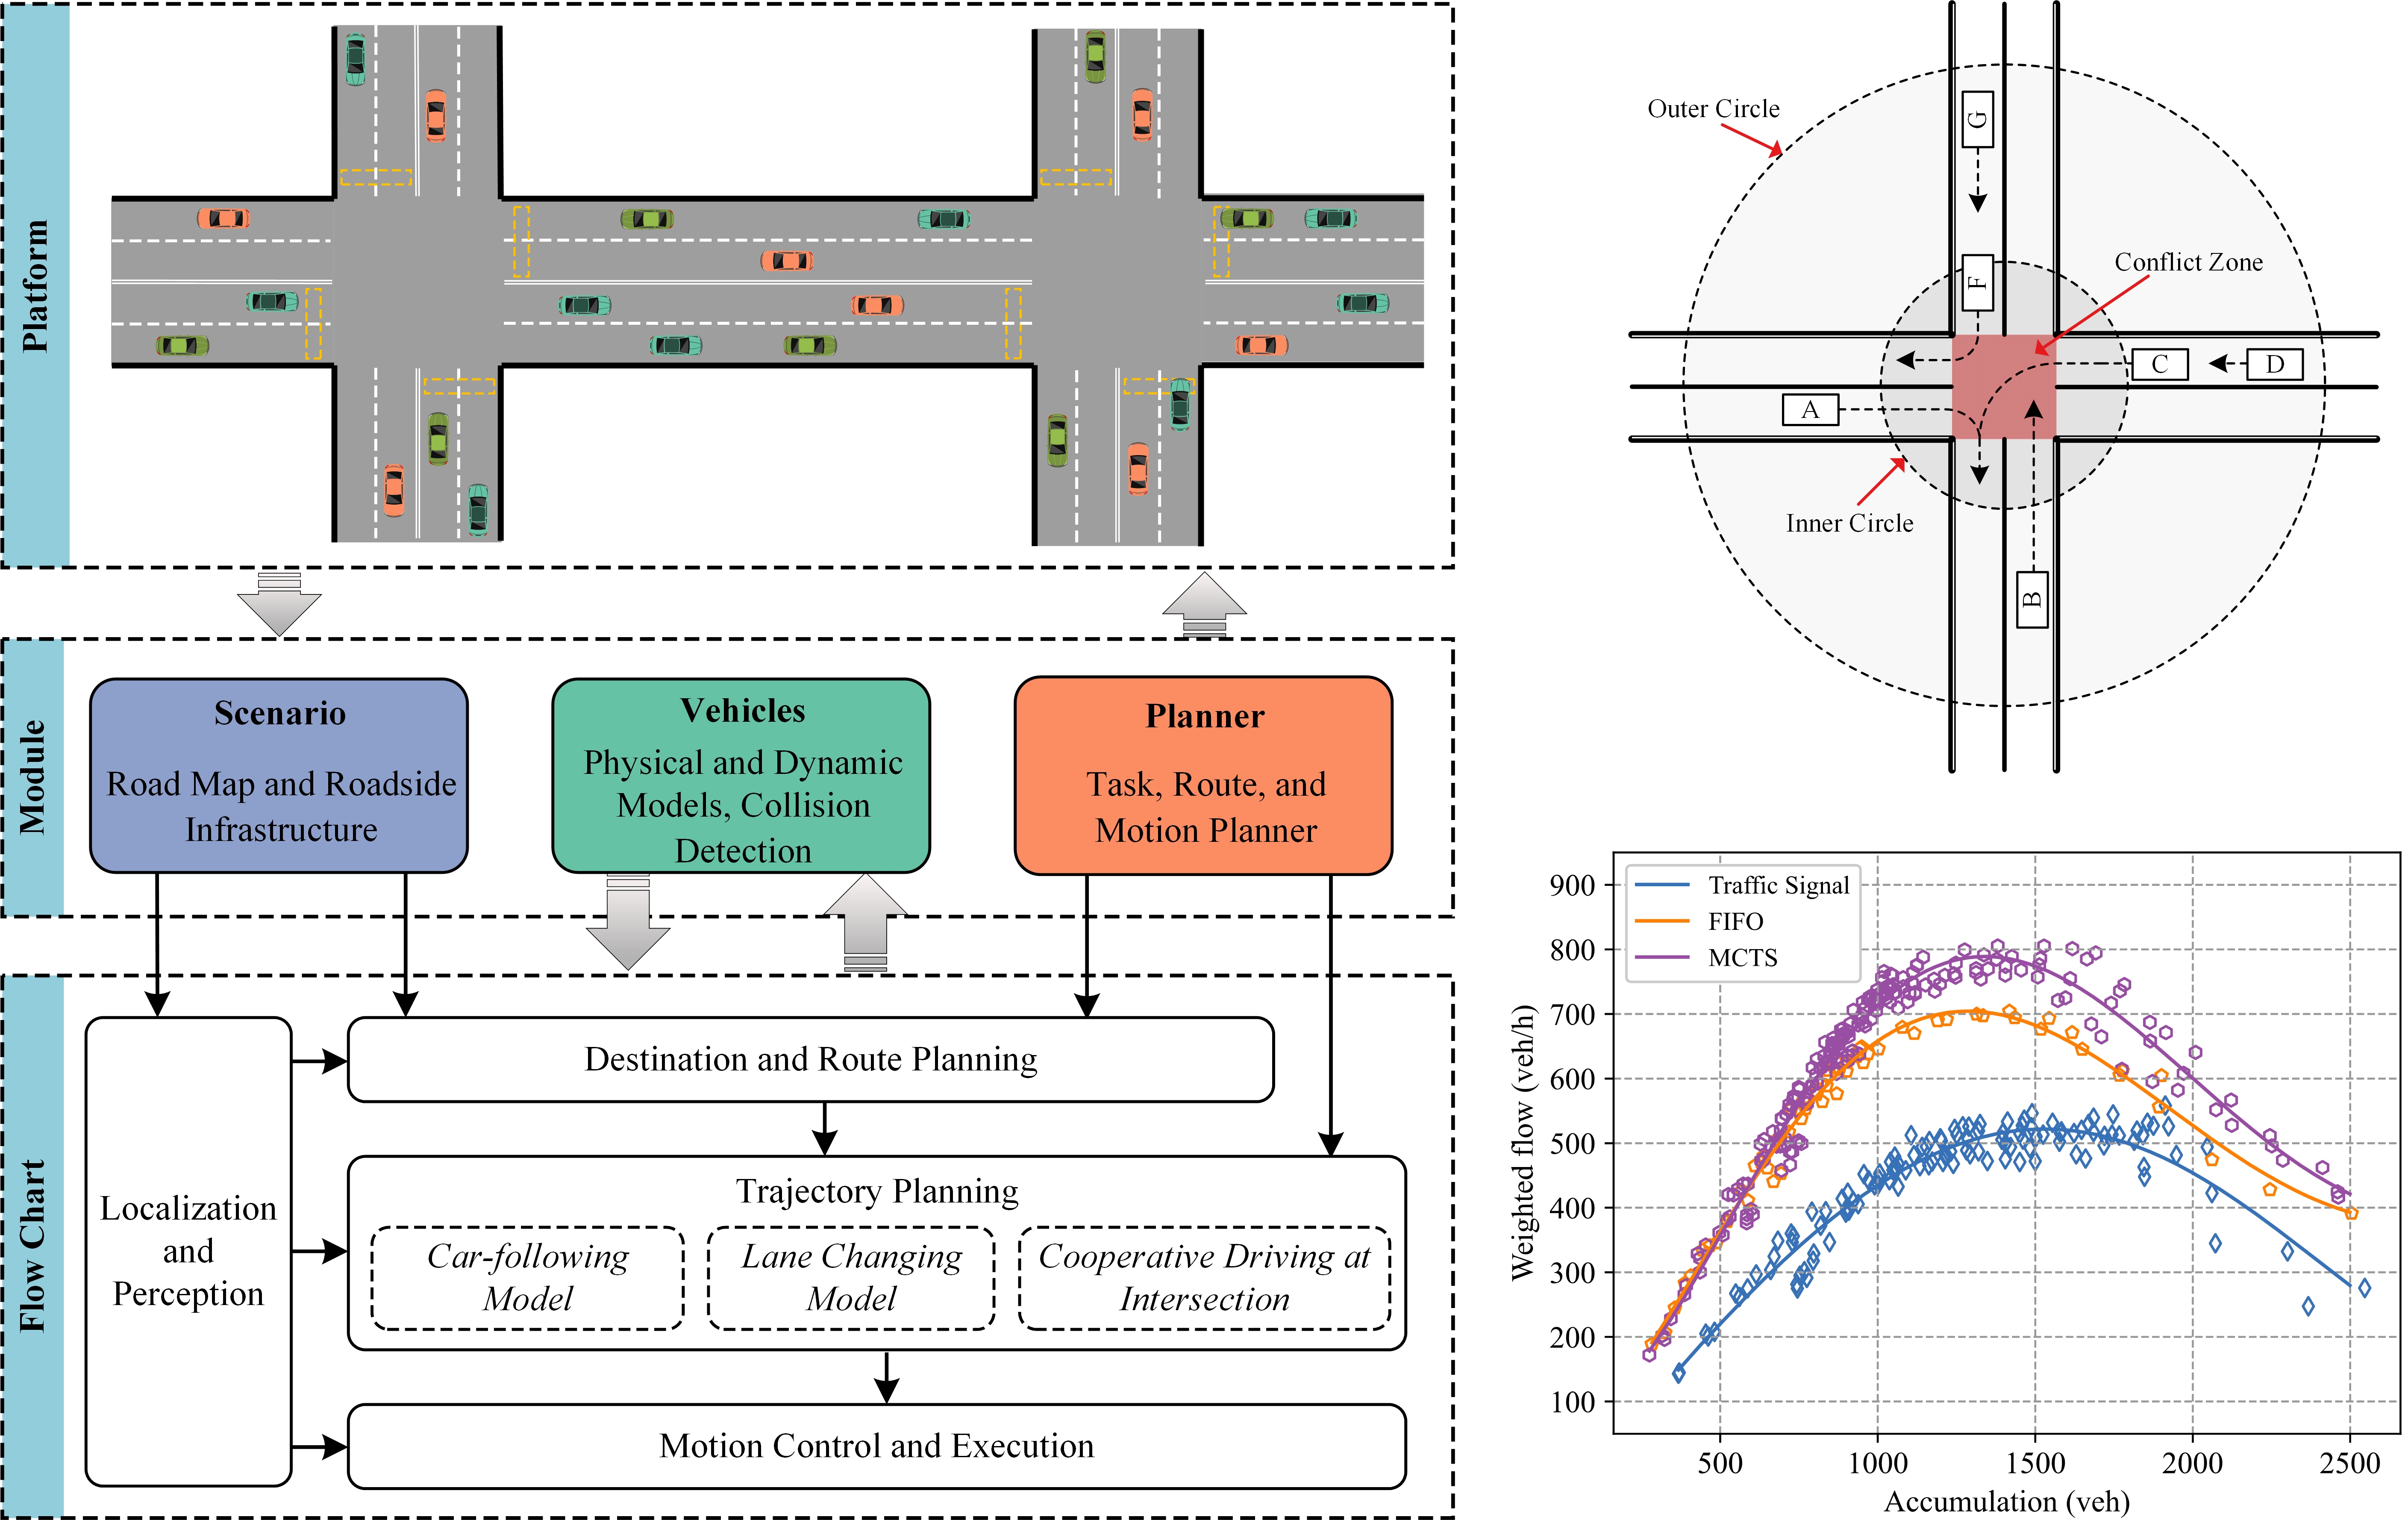 Platform
Module
Scenario
Road Map and Roadside
Infrastructure
Vehicles
Physical and Dynamic
Models, Collision
Detection
Planner
Task, Route, and
Motion Planner
Flow Chart
Localization
and
Perception
Destination and Route Planning
Trajectory Planning
Car-following
Model
Lane Changing
Model
Cooperative Driving at
Intersection
Motion Control and Execution
Outer Circle
G
F
Conflict Zone
C
D
A
Inner Circle
B
Traffic Signal
FIFO
MCTS
Weighted flow (veh/h)
900
800
700
600
500
400
300
200
100
500
1000
1500
2000
2500
Accumulation (veh)